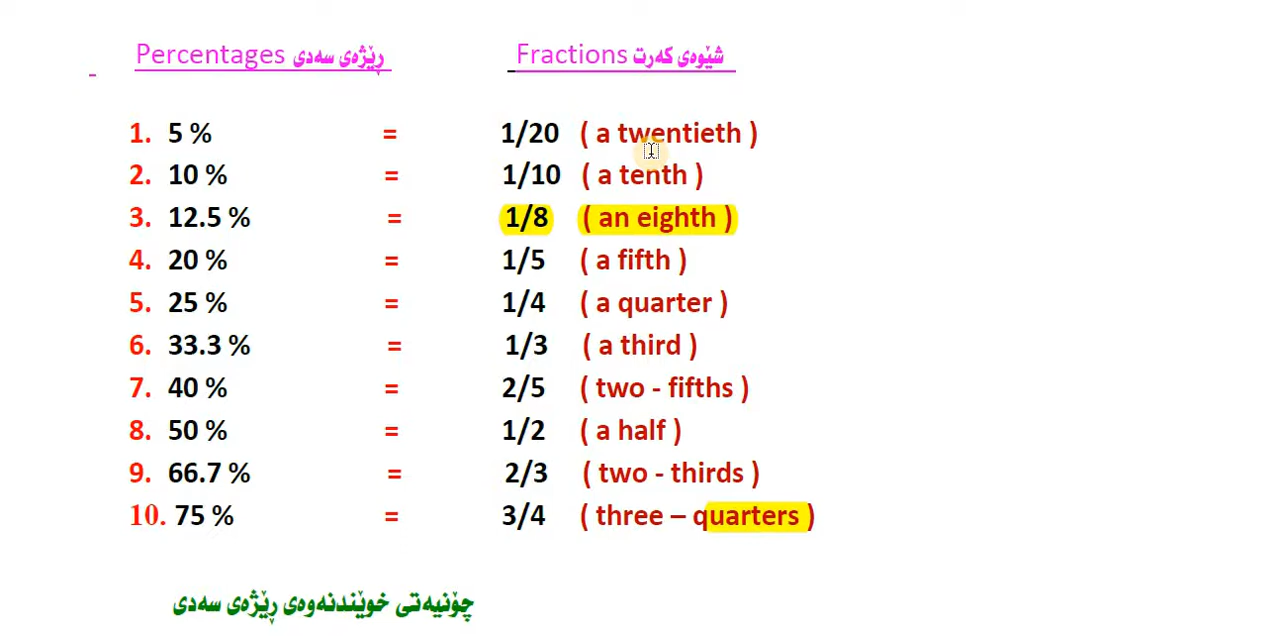 Percentages ڕێژەی سەدی Fractions شێوەی کەرت
1. 5 % = 1/20 ( a twentieth )
2. 10 % = 1/10 ( a tenth )
3. 12.5 % = 1/8 ( an eighth )
4. 20 % = 1/5 ( a fifth )
5. 25 % = 1/4 ( a quarter )
6. 33.3 % = 1/3 ( a third )
7. 40 % = 2/5 ( two - fifths )
8. 50 % = 1/2 ( a half )
9. 66.7 % = 2/3 ( two - thirds )
10. 75 % = 3/4 ( three – quarters )
چۆنیەتی خوێندنەوەی ڕێژەی سەدی